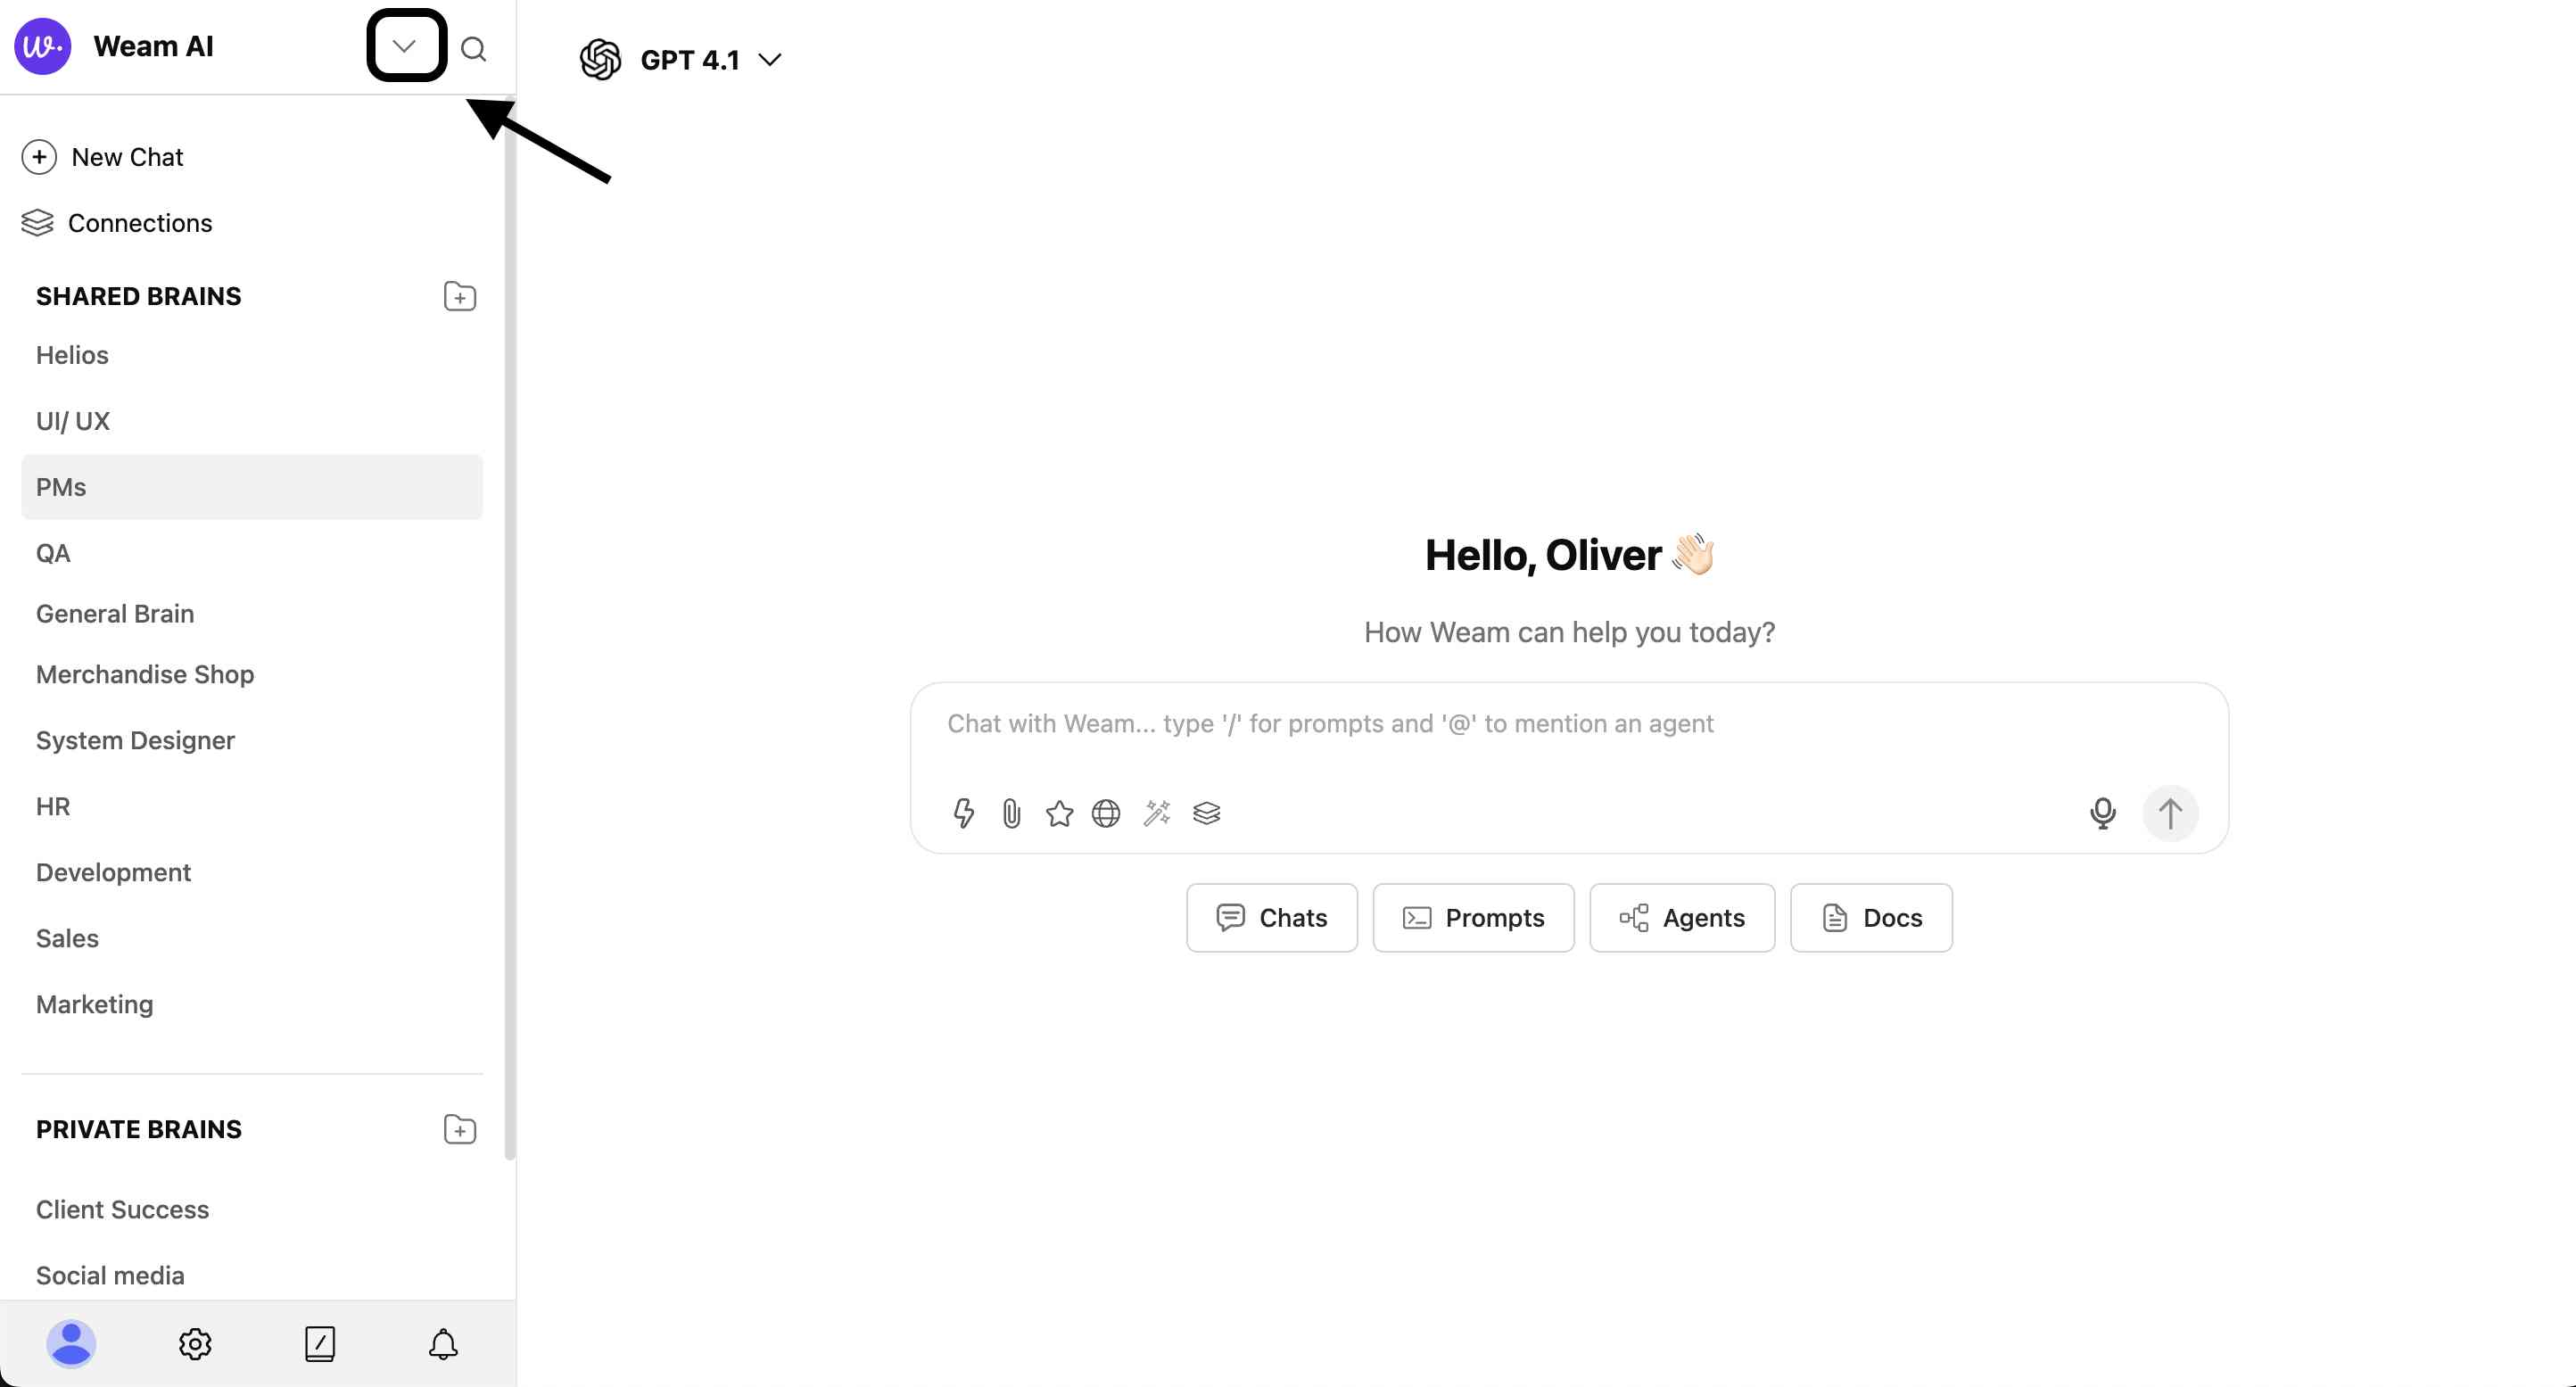 w.
Weam AI
GPT 4.1
New Chat
Connections
SHARED BRAINS
Helios
UI/ UX
PMs
QA
General Brain
Merchandise Shop
System Designer
HR
Development
Sales
Marketing
PRIVATE BRAINS
Client Success
Social media
Hello, Oliver 👋🏻
How Weam can help you today?
Chat with Weam... type '/' for prompts and '@' to mention an agent
Chats
Prompts
Agents
Docs